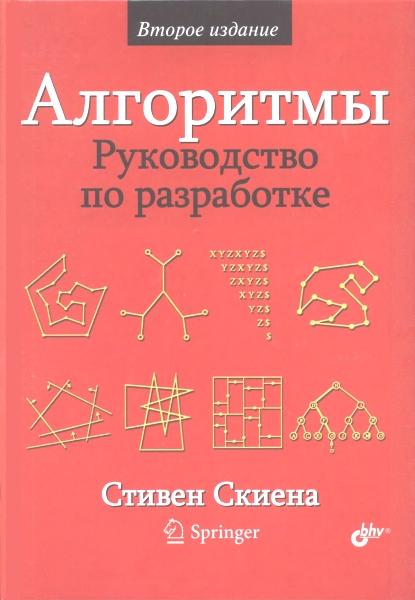 Второе издание
Алгоритмы
Руководство
по разработке
XYZXYZ$
YZXYZ$
ZXYZ$
XYZ$
YZ$
Z$
$
Стивен Скиена
Springer
bhv®